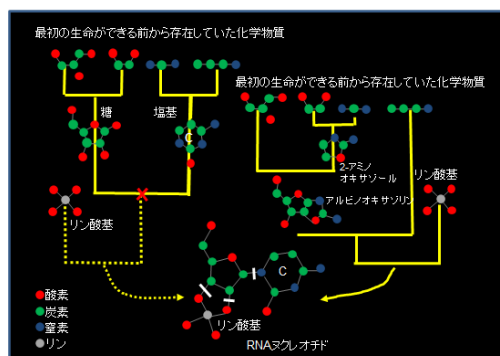 最初の生命ができる前から存在していた化学物質
最初の生命ができる前から存在していた化学物質
糖
塩基
C
2-アミノ
オキサゾール
リン酸基
アルビノオキサゾリン
リン酸基
C
酸素
炭素
窒素
リン
リン酸基
RNAヌクレオチド